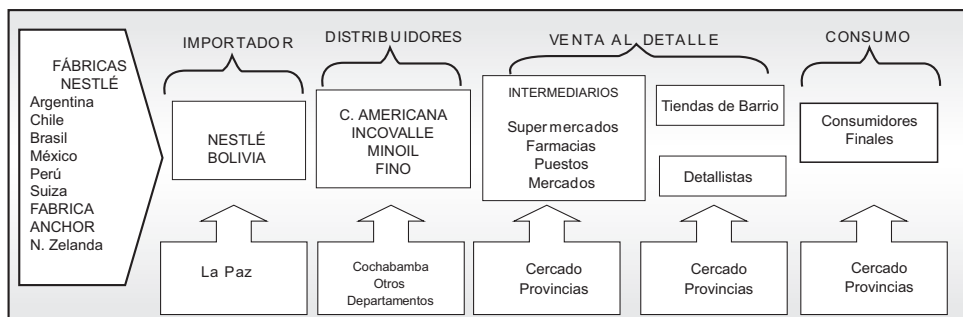 FÁBRICAS
NESTLÉ
Argentina
Chile
Brasil
México
Perú
Suiza
FABRICA
ANCHOR
N. Zelanda
IMPORTADOR
NESTLÉ
BOLIVIA
La Paz
DISTRIBUIDORES
C. AMERICANA
INCOVALLE
MINOIL
FINO
Cochabamba
Otros
Departamentos
VENTA AL DETALLE
INTERMEDIARIOS
Supermercados
Farmacias
Puestos
Mercados
Cercado
Provincias
Tiendas de Barrio
Detallistas
Cercado
Provincias
CONSUMO
Consumidores
Finales
Cercado
Provincias